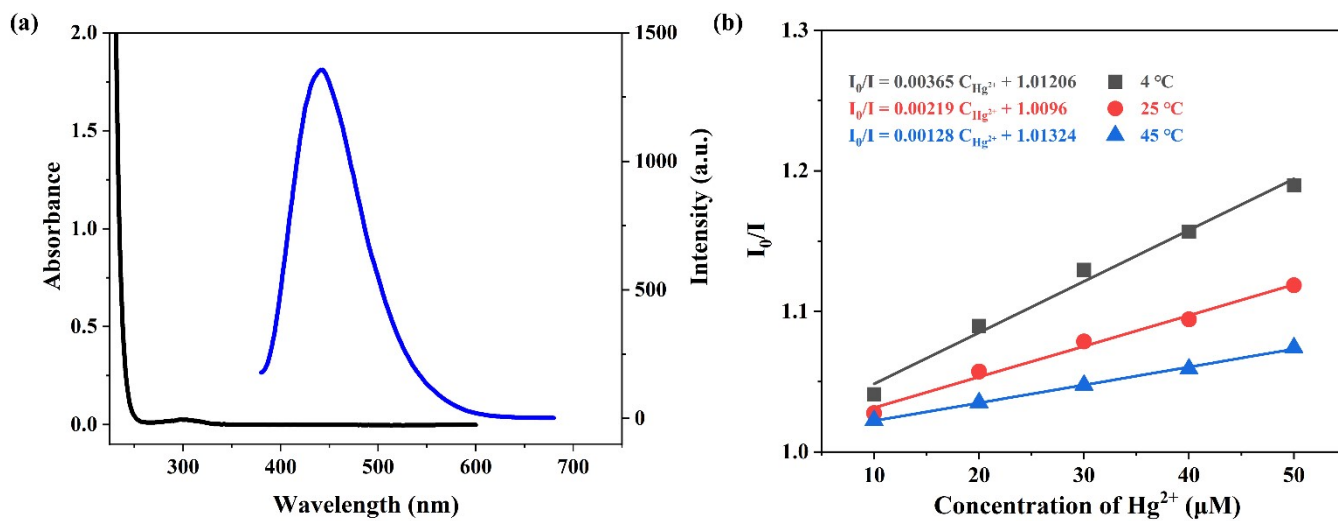 (a)
2.0
1.5
1.0
0.5
0.0
Absorbance
1500
1000
500
0
Intensity (a.u.)
300
400
500
600
700
Wavelength (nm)
(b)
1.3
1.2
1.1
1.0
I₀/I
I₀/I = 0.00365 C_Hg²⁺ + 1.01206 4 ℃
I₀/I = 0.00219 C_Hg²⁺ + 1.0096 25 ℃
I₀/I = 0.00128 C_Hg²⁺ + 1.01324 45 ℃
10
20
30
40
50
Concentration of Hg²⁺ (μM)